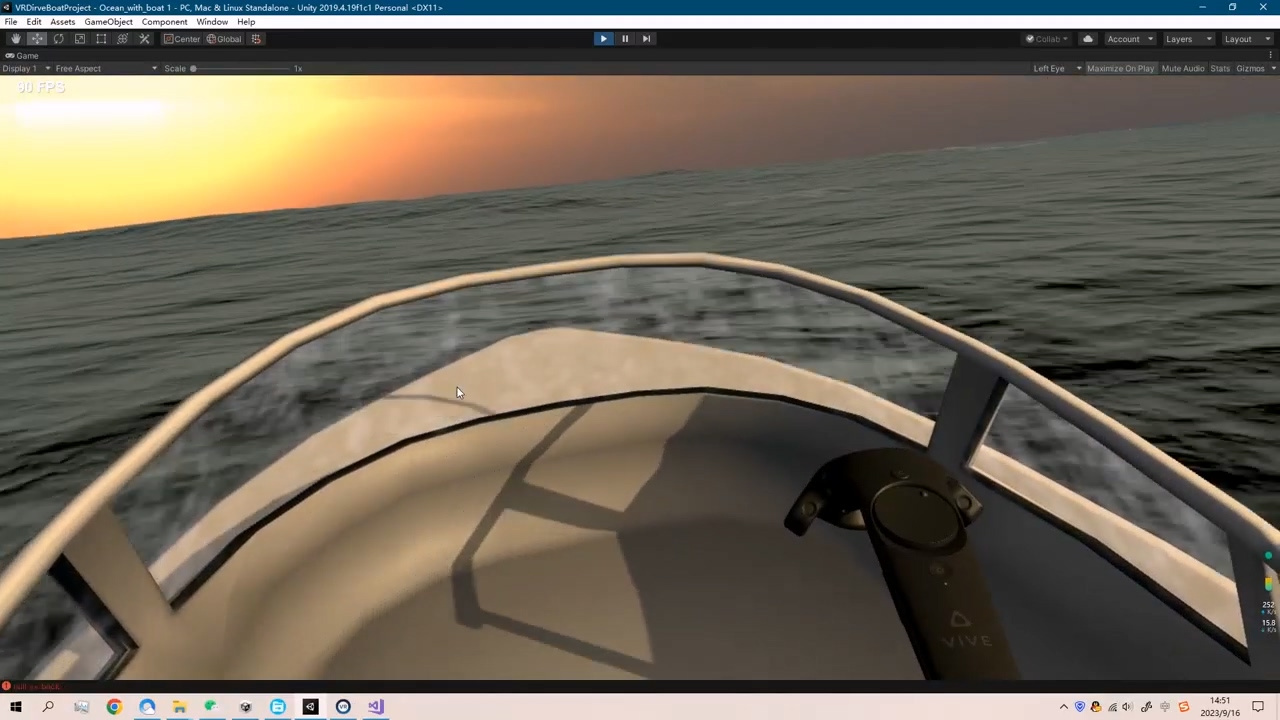 VRDirveBoatProject - Ocean_with_boat 1 - PC, Mac & Linux Standalone - Unity 2019.4.19f1c1 Personal <DX11>
File Edit Assets GameObject Component Window Help
Center Global Collab Account Layers Layout
Game
Display 1 Free Aspect Scale 1x Left Eye Maximize On Play Mute Audio Stats Gizmos
90 FPS
VIVE
252
K/s
15.8
K/s
14:51
2023/9/16